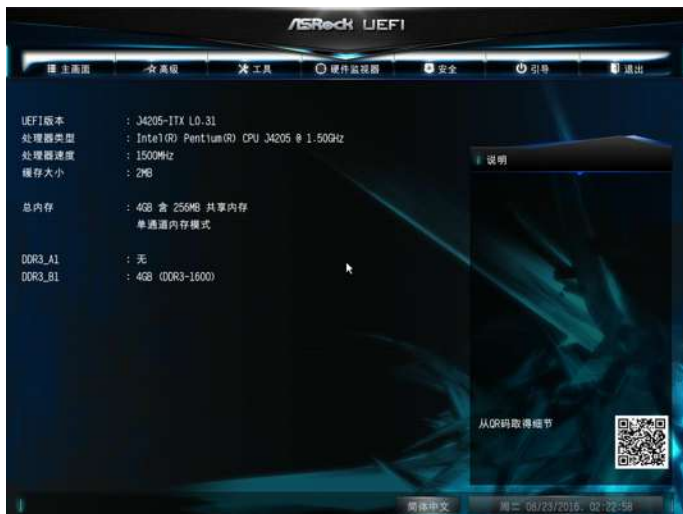 ASRock UEFI
主画面 高级 工具 硬件监视器 安全 引导 退出
UEFI版本 : J4205-ITX L0.31
处理器类型 : Intel(R) Pentium(R) CPU J4205 @ 1.50GHz
处理器速度 : 1500MHz
缓存大小 : 2MB
说明
总内存 : 4GB 含 256MB 共享内存
单通道内存模式
DDR3_A1 : 无
DDR3_B1 : 4GB (DDR3-1600)
从QR码取得细节
简体中文 周二 08/23/2016. 02:22:58